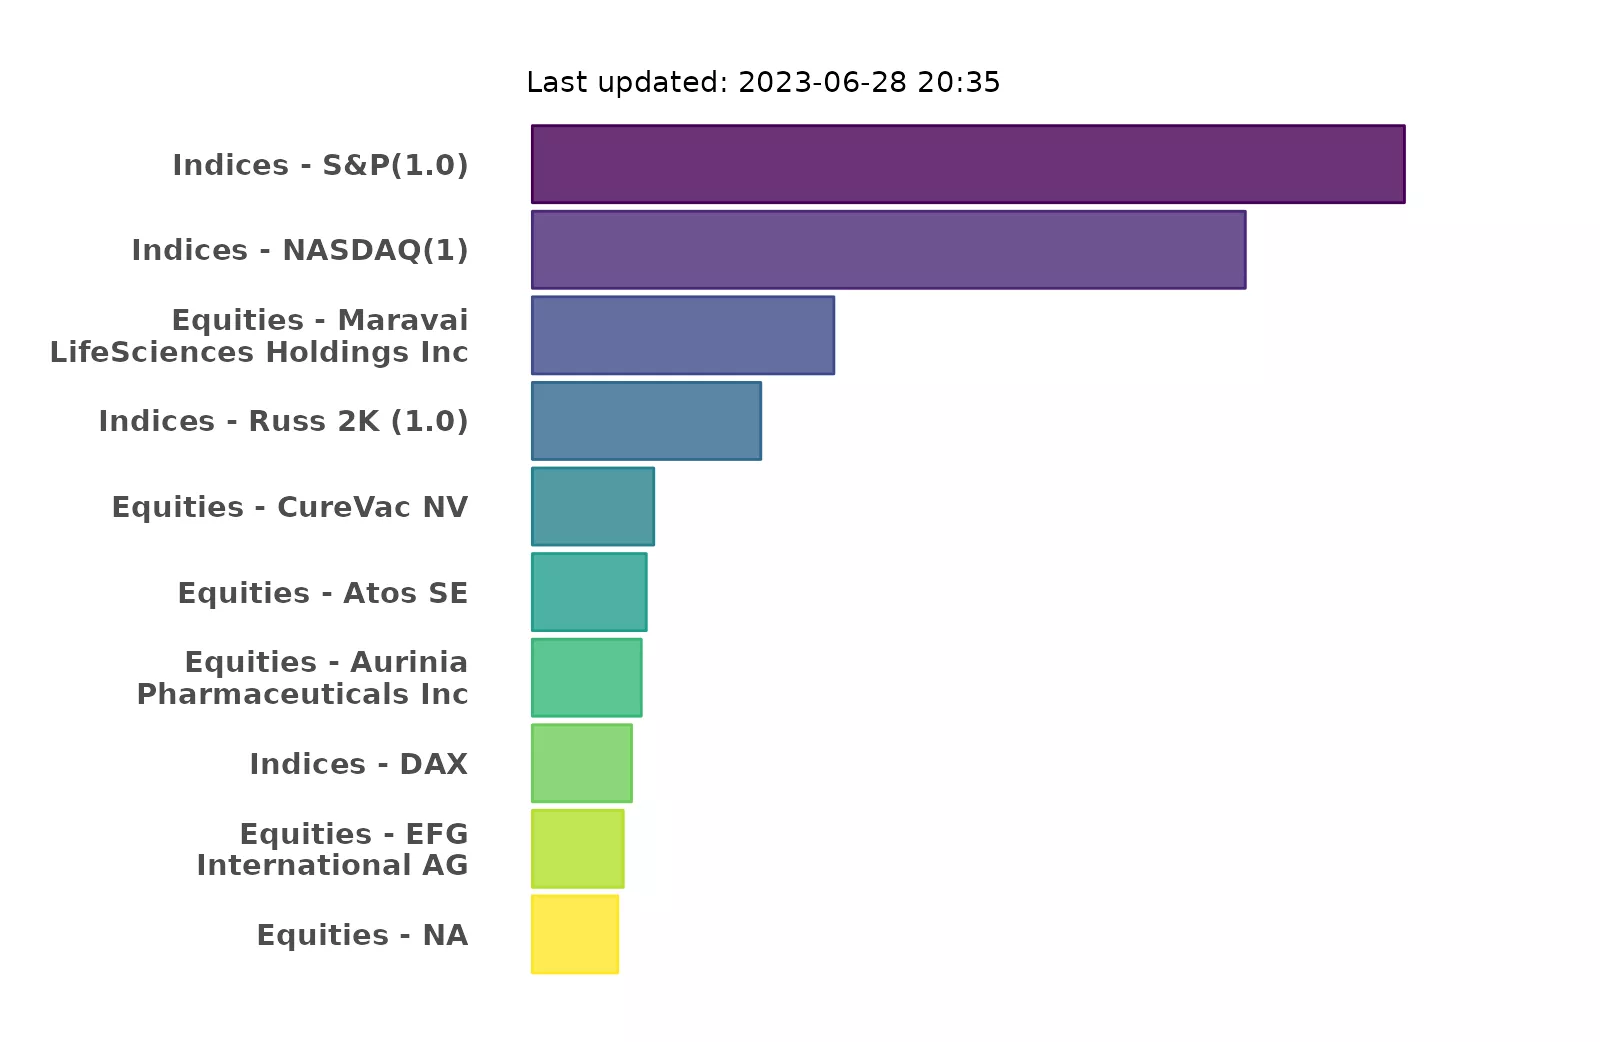 Last updated: 2023-06-28 20:35
Indices - S&P(1.0)
Indices - NASDAQ(1)
Equities - Maravai
LifeSciences Holdings Inc
Indices - Russ 2K (1.0)
Equities - CureVac NV
Equities - Atos SE
Equities - Aurinia
Pharmaceuticals Inc
Indices - DAX
Equities - EFG
International AG
Equities - NA